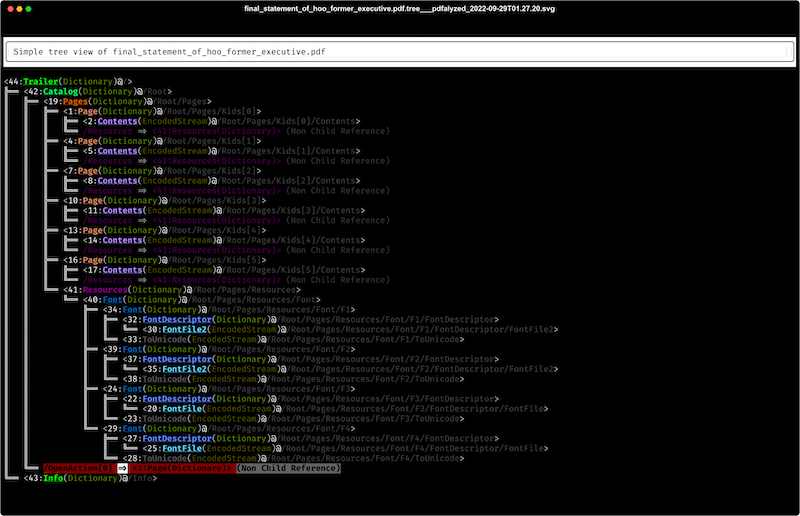 final_statement_of_hoo_former_executive.pdf.tree___pdfalyzed_2022-09-29T01.27.20.svg
Simple tree view of final_statement_of_hoo_former_executive.pdf
<44:Trailer(Dictionary)@/>
<42:Catalog(Dictionary)@/Root>
<19:Pages(Dictionary)@/Root/Pages>
<1:Page(Dictionary)@/Root/Pages/Kids[0]>
<2:Contents(EncodedStream)@/Root/Pages/Kids[0]/Contents>
/Resources => <41:Resources(Dictionary)> (Non Child Reference)
<4:Page(Dictionary)@/Root/Pages/Kids[1]>
<5:Contents(EncodedStream)@/Root/Pages/Kids[1]/Contents>
/Resources => <41:Resources(Dictionary)> (Non Child Reference)
<7:Page(Dictionary)@/Root/Pages/Kids[2]>
<8:Contents(EncodedStream)@/Root/Pages/Kids[2]/Contents>
/Resources => <41:Resources(Dictionary)> (Non Child Reference)
<10:Page(Dictionary)@/Root/Pages/Kids[3]>
<11:Contents(EncodedStream)@/Root/Pages/Kids[3]/Contents>
/Resources => <41:Resources(Dictionary)> (Non Child Reference)
<13:Page(Dictionary)@/Root/Pages/Kids[4]>
<14:Contents(EncodedStream)@/Root/Pages/Kids[4]/Contents>
/Resources => <41:Resources(Dictionary)> (Non Child Reference)
<16:Page(Dictionary)@/Root/Pages/Kids[5]>
<17:Contents(EncodedStream)@/Root/Pages/Kids[5]/Contents>
/Resources => <41:Resources(Dictionary)> (Non Child Reference)
<41:Resources(Dictionary)@/Root/Pages/Resources>
<40:Font(Dictionary)@/Root/Pages/Resources/Font>
<34:Font(Dictionary)@/Root/Pages/Resources/Font/F1>
<32:FontDescriptor(Dictionary)@/Root/Pages/Resources/Font/F1/FontDescriptor>
<30:FontFile2(EncodedStream)@/Root/Pages/Resources/Font/F1/FontDescriptor/FontFile2>
<33:ToUnicode(EncodedStream)@/Root/Pages/Resources/Font/F1/ToUnicode>
<39:Font(Dictionary)@/Root/Pages/Resources/Font/F2>
<37:FontDescriptor(Dictionary)@/Root/Pages/Resources/Font/F2/FontDescriptor>
<35:FontFile2(EncodedStream)@/Root/Pages/Resources/Font/F2/FontDescriptor/FontFile2>
<38:ToUnicode(EncodedStream)@/Root/Pages/Resources/Font/F2/ToUnicode>
<24:Font(Dictionary)@/Root/Pages/Resources/Font/F3>
<22:FontDescriptor(Dictionary)@/Root/Pages/Resources/Font/F3/FontDescriptor>
<20:FontFile(EncodedStream)@/Root/Pages/Resources/Font/F3/FontDescriptor/FontFile>
<23:ToUnicode(EncodedStream)@/Root/Pages/Resources/Font/F3/ToUnicode>
<29:Font(Dictionary)@/Root/Pages/Resources/Font/F4>
<27:FontDescriptor(Dictionary)@/Root/Pages/Resources/Font/F4/FontDescriptor>
<25:FontFile(EncodedStream)@/Root/Pages/Resources/Font/F4/FontDescriptor/FontFile>
<28:ToUnicode(EncodedStream)@/Root/Pages/Resources/Font/F4/ToUnicode>
/OpenAction[0] => <1:Page(Dictionary)> (Non Child Reference)
<43:Info(Dictionary)@/Info>